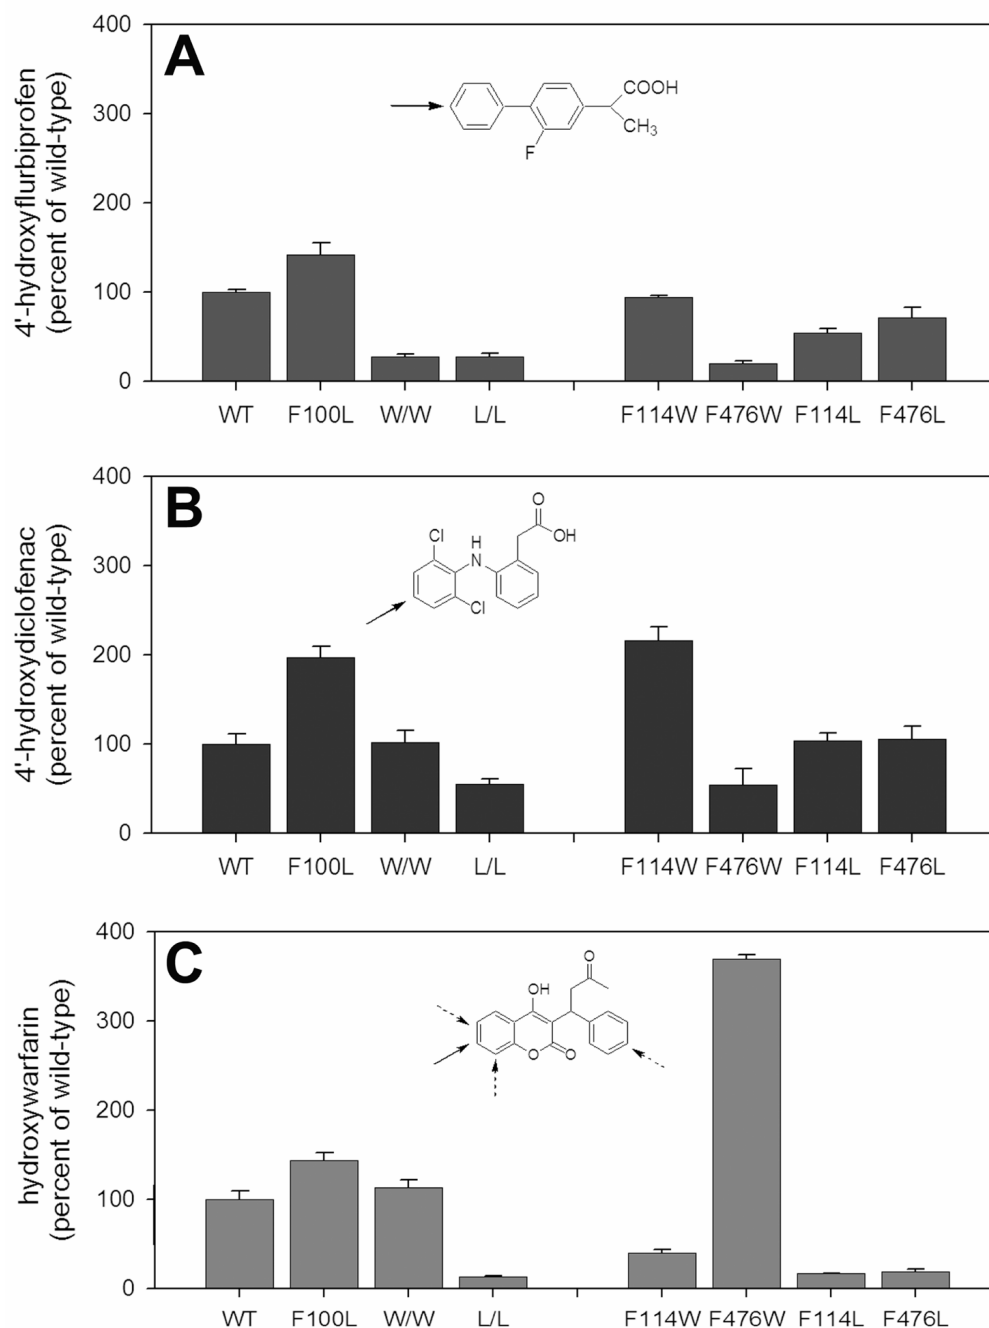 A
4'-hydroxyflurbiprofen
(percent of wild-type)
400
300
200
100
0
COOH
CH3
F
WT F100L W/W L/L F114W F476W F114L F476L
B
4'-hydroxydiclofenac
(percent of wild-type)
400
300
200
100
0
O
Cl H OH
N
Cl
WT F100L W/W L/L F114W F476W F114L F476L
C
hydroxywarfarin
(percent of wild-type)
400
300
200
100
0
O
OH
O O
WT F100L W/W L/L F114W F476W F114L F476L